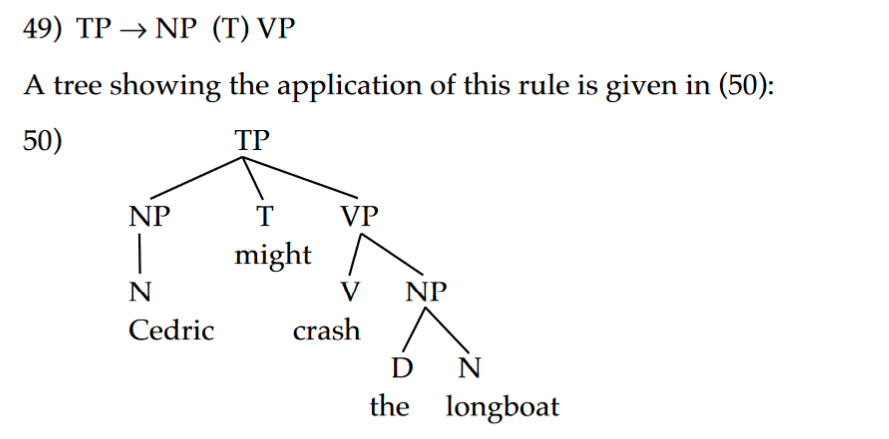 49) TP → NP (T) VP
A tree showing the application of this rule is given in (50):
50) TP
NP T VP
might
N V NP
Cedric crash
D N
the longboat